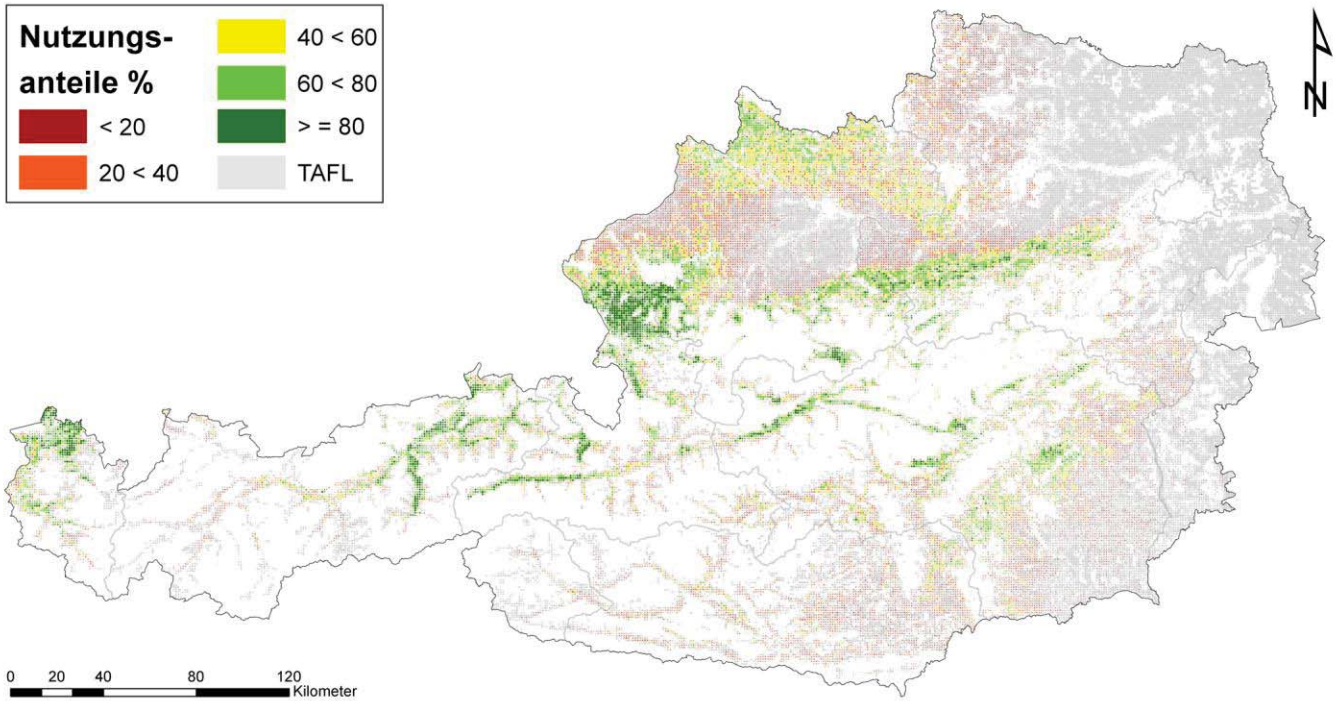 Nutzungs-
anteile %
< 20
20 < 40
40 < 60
60 < 80
> = 80
TAFL
N
0 20 40 80 120
Kilometer